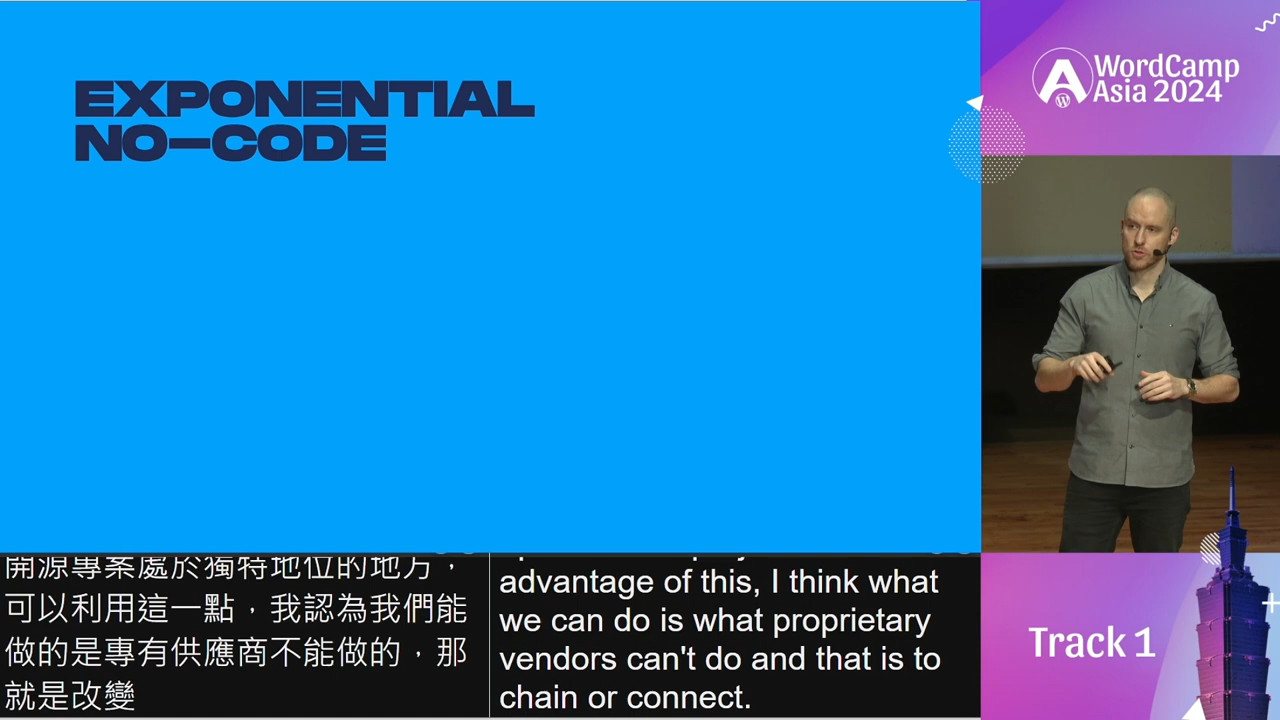 EXPONENTIAL
NO-CODE
WordCamp
Asia 2024
開源專案處於獨特地位的地方，
可以利用這一點，我認為我們能
做的是專有供應商不能做的，那
就是改變
advantage of this, I think what
we can do is what proprietary
vendors can't do and that is to
chain or connect.
Track 1